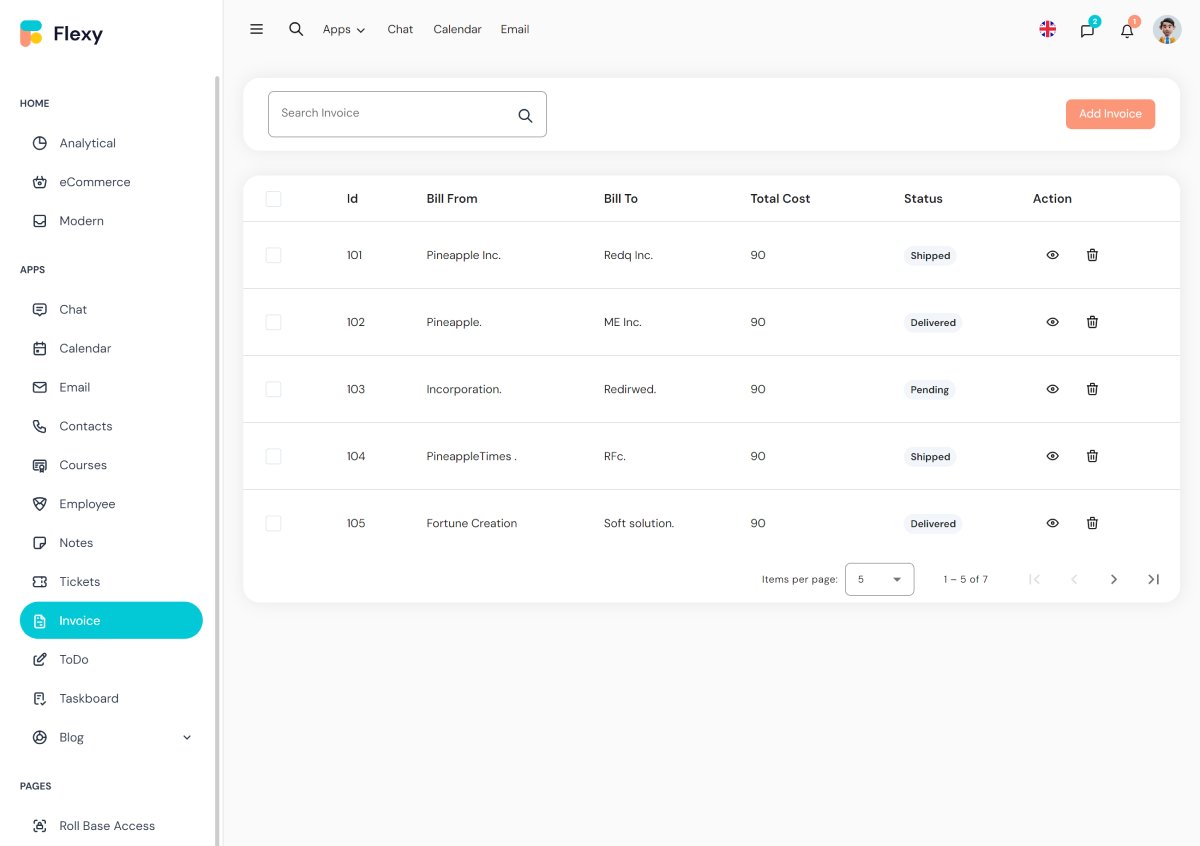 Flexy
Apps Chat Calendar Email
2
1
HOME
Analytical
eCommerce
Modern
APPS
Chat
Calendar
Email
Contacts
Courses
Employee
Notes
Tickets
Invoice
ToDo
Taskboard
Blog
PAGES
Roll Base Access
Search Invoice
Add Invoice
Id Bill From Bill To Total Cost Status Action
101 Pineapple Inc. Redq Inc. 90 Shipped
102 Pineapple. ME Inc. 90 Delivered
103 Incorporation. Redirwed. 90 Pending
104 PineappleTimes . RFc. 90 Shipped
105 Fortune Creation Soft solution. 90 Delivered
Items per page: 5 1 – 5 of 7